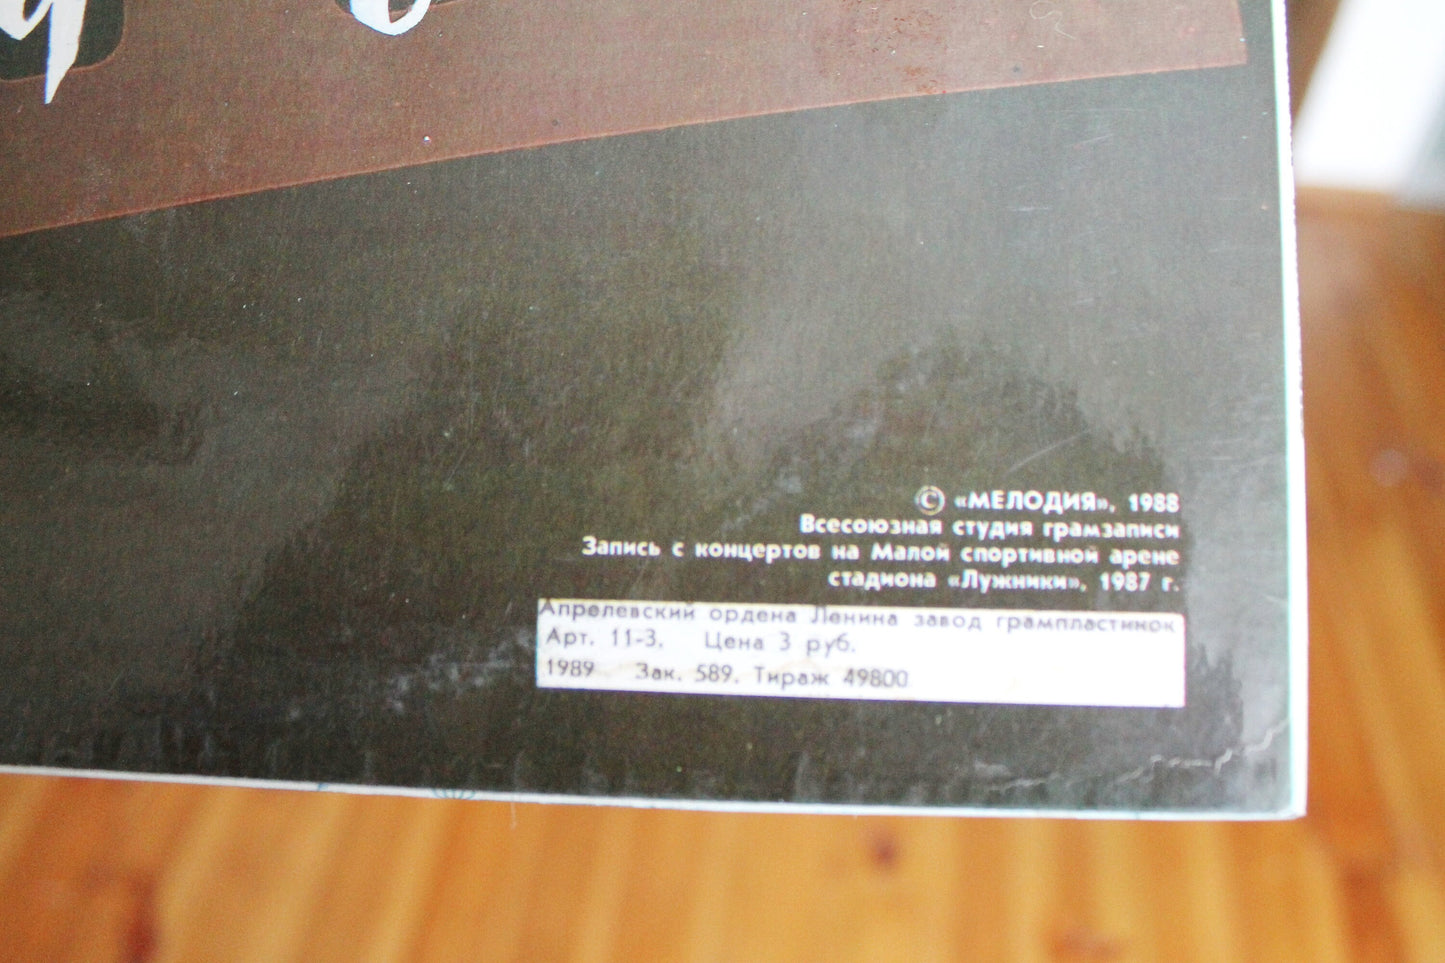 © «МЕЛОДИЯ», 1988
Всесоюзная студия грамзаписи
Запись с концертов на Малой спортивной арене
стадиона «Лужники», 1987 г.
Апрелевский ордена Ленина завод грампластинок
Арт. 11-3. Цена 3 руб.
1989 Зак. 589. Тираж 49800